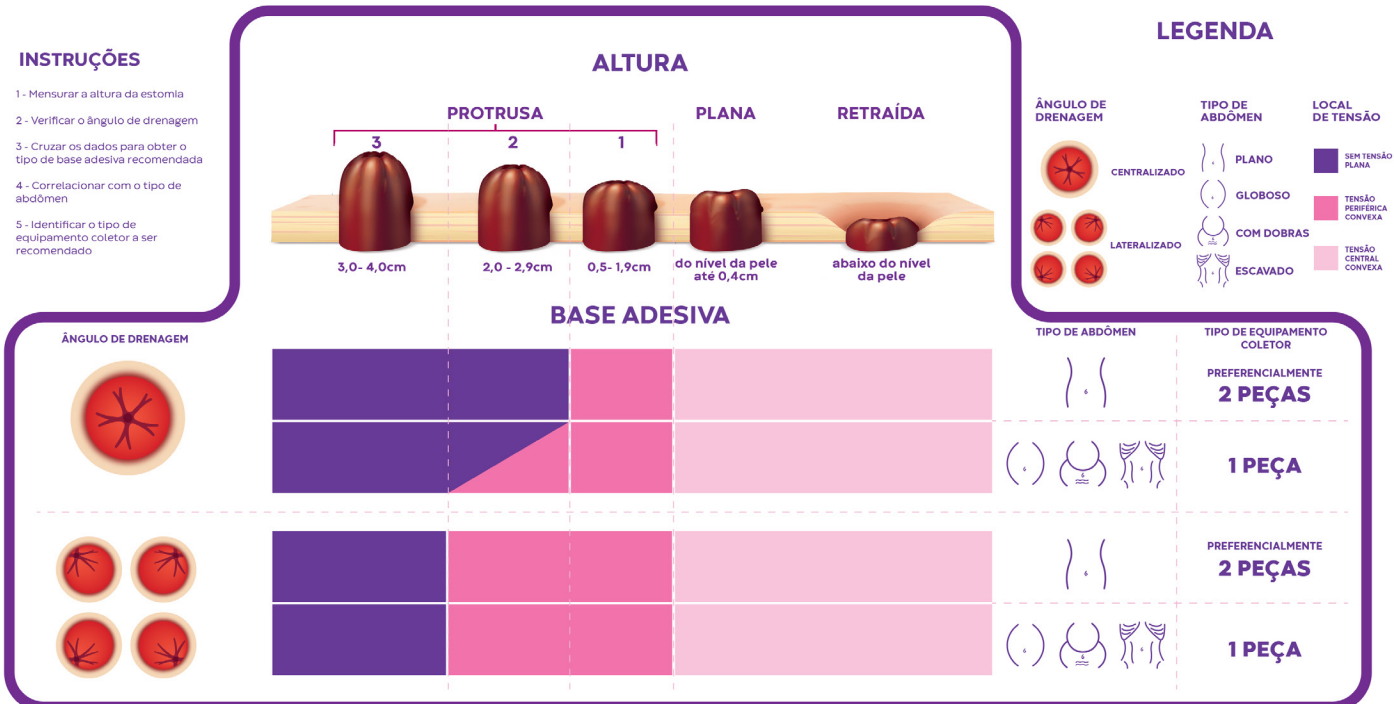 INSTRUÇÕES
1 - Mensurar a altura da estomia
2 - Verificar o ângulo de drenagem
3 - Cruzar os dados para obter o
tipo de base adesiva recomendada
4 - Correlacionar com o tipo de
abdômen
5 - Identificar o tipo de
equipamento coletor a ser
recomendado
ALTURA
PROTRUSA
PLANA
RETRAÍDA
3
2
1
3,0- 4,0cm
2,0 - 2,9cm
0,5- 1,9cm
do nível da pele
até 0,4cm
abaixo do nível
da pele
LEGENDA
ÂNGULO DE
DRENAGEM
CENTRALIZADO
LATERALIZADO
TIPO DE
ABDÔMEN
PLANO
GLOBOSO
COM DOBRAS
ESCAVADO
LOCAL
DE TENSÃO
SEM TENSÃO
PLANA
TENSÃO
PERIFÉRICA
CONVEXA
TENSÃO
CENTRAL
CONVEXA
BASE ADESIVA
ÂNGULO DE DRENAGEM
TIPO DE ABDÔMEN
TIPO DE EQUIPAMENTO
COLETOR
PREFERENCIALMENTE
2 PEÇAS
1 PEÇA
PREFERENCIALMENTE
2 PEÇAS
1 PEÇA